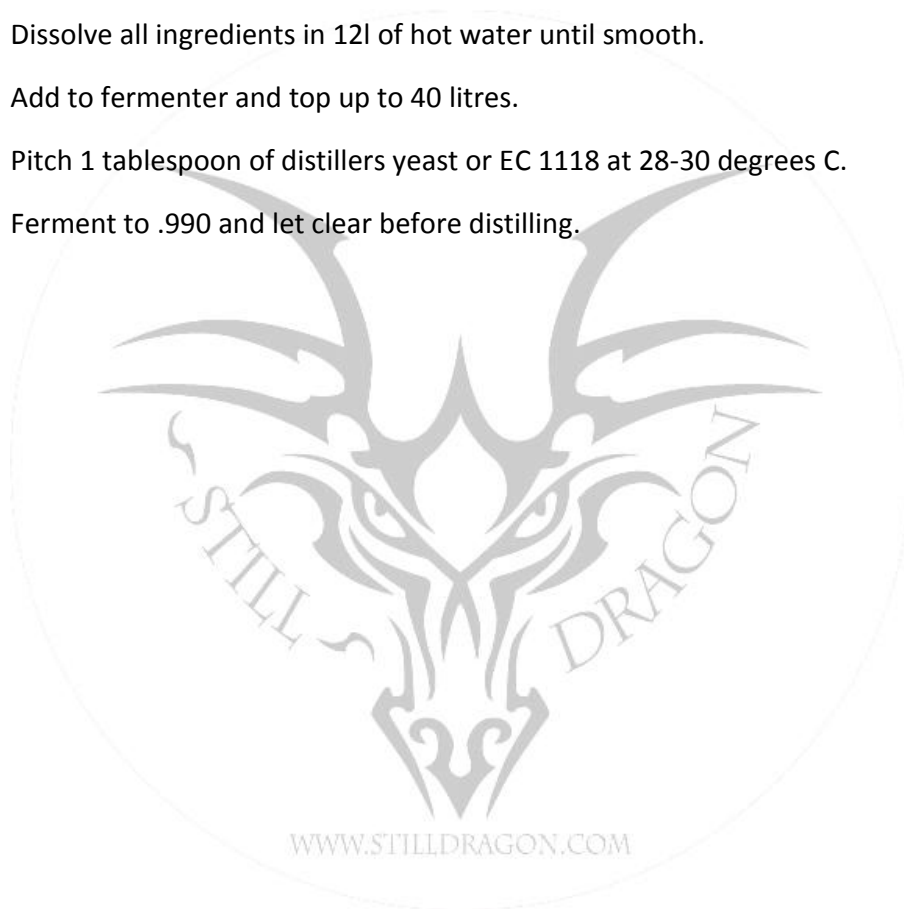 Dissolve all ingredients in 12l of hot water until smooth.
Add to fermenter and top up to 40 litres.
Pitch 1 tablespoon of distillers yeast or EC 1118 at 28-30 degrees C.
Ferment to .990 and let clear before distilling.
STILL DRAGON
WWW.STILLDRAGON.COM